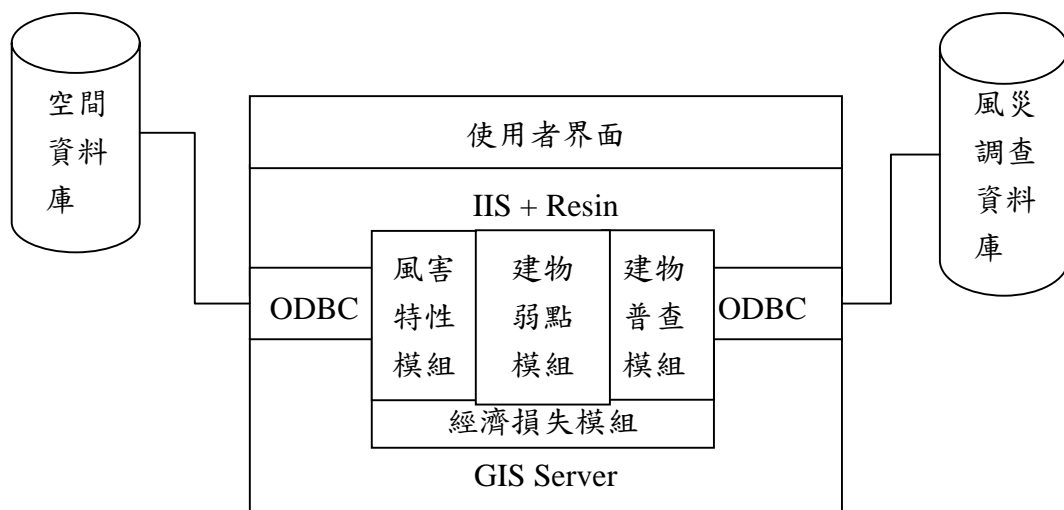 空間
資料
庫
使用者界面
IIS + Resin
風災
調查
資料
庫
ODBC
風害
特性
模組
建物
弱點
模組
建物
普查
模組
ODBC
經濟損失模組
GIS Server